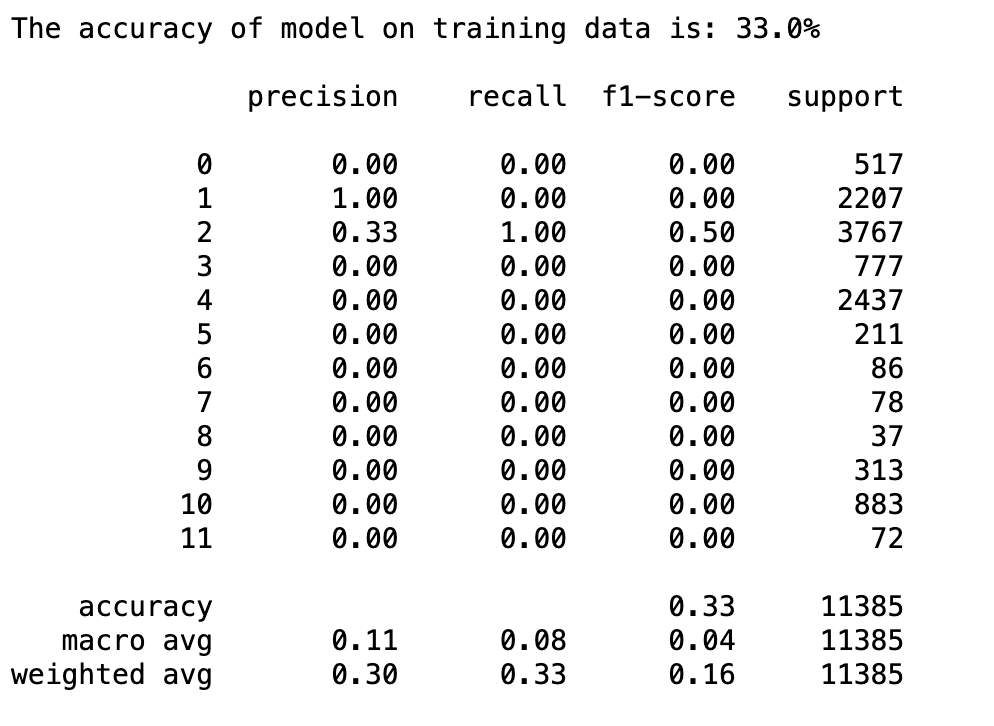 The accuracy of model on training data is: 33.0%
precision recall f1-score support
0 0.00 0.00 0.00 517
1 1.00 0.00 0.00 2207
2 0.33 1.00 0.50 3767
3 0.00 0.00 0.00 777
4 0.00 0.00 0.00 2437
5 0.00 0.00 0.00 211
6 0.00 0.00 0.00 86
7 0.00 0.00 0.00 78
8 0.00 0.00 0.00 37
9 0.00 0.00 0.00 313
10 0.00 0.00 0.00 883
11 0.00 0.00 0.00 72
accuracy 0.33 11385
macro avg 0.11 0.08 0.04 11385
weighted avg 0.30 0.33 0.16 11385